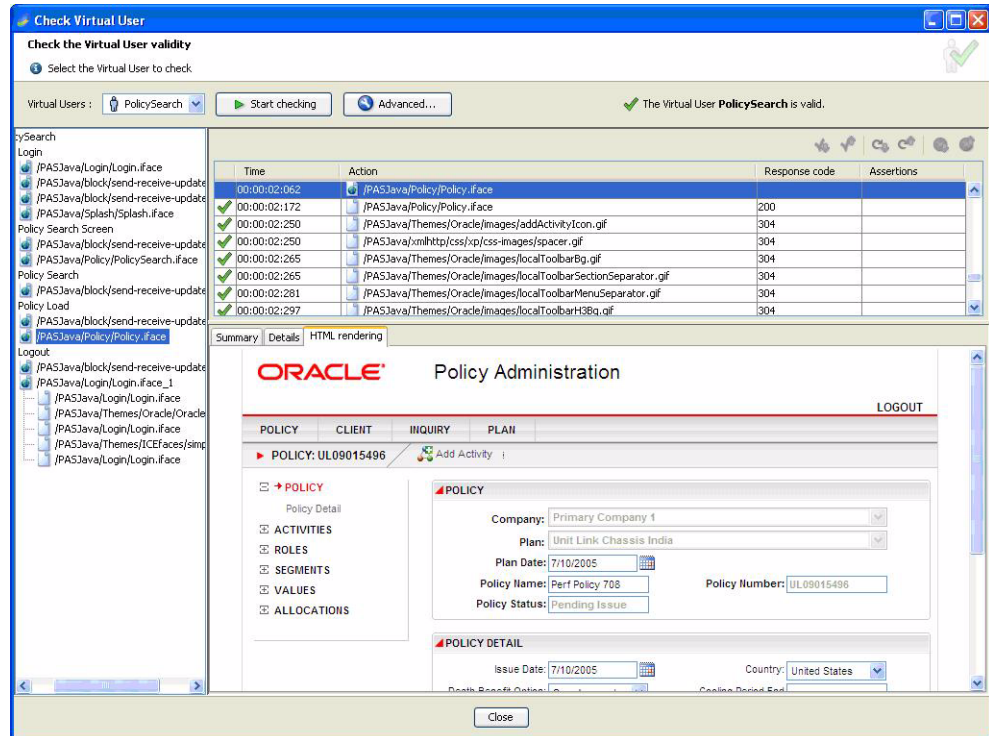 Check Virtual User
Check the Virtual User validity
Select the Virtual User to check
Virtual Users : PolicySearch Start checking Advanced... The Virtual User PolicySearch is valid.
cySearch
Login
/PASJava/Login/Login.iface
/PASJava/block/send-receive-update
/PASJava/block/send-receive-update
/PASJava/Splash/Splash.iface
Policy Search Screen
/PASJava/block/send-receive-update
/PASJava/Policy/PolicySearch.iface
Policy Search
/PASJava/block/send-receive-update
Policy Load
/PASJava/block/send-receive-update
/PASJava/Policy/Policy.iface
Logout
/PASJava/block/send-receive-update
/PASJava/Login/Login.iface_1
/PASJava/Login/Login.iface
/PASJava/Themes/Oracle/Oracle
/PASJava/Login/Login.iface
/PASJava/Themes/ICEfaces/simp
/PASJava/Login/Login.iface
Time Action Response code Assertions
00:00:02:062 /PASJava/Policy/Policy.iface
00:00:02:172 /PASJava/Policy/Policy.iface 200
00:00:02:250 /PASJava/Themes/Oracle/images/addActivityIcon.gif 304
00:00:02:250 /PASJava/xmlhttp/css/xp/css-images/spacer.gif 304
00:00:02:265 /PASJava/Themes/Oracle/images/localToolbarBg.gif 304
00:00:02:265 /PASJava/Themes/Oracle/images/localToolbarSectionSeparator.gif 304
00:00:02:281 /PASJava/Themes/Oracle/images/localToolbarMenuSeparator.gif 304
00:00:02:297 /PASJava/Themes/Oracle/images/localToolbarH3Bg.gif 304
Summary Details HTML rendering
ORACLE Policy Administration
LOGOUT
POLICY CLIENT INQUIRY PLAN
POLICY: UL09015496 Add Activity
POLICY
Policy Detail
ACTIVITIES
ROLES
SEGMENTS
VALUES
ALLOCATIONS
POLICY
Company: Primary Company 1
Plan: Unit Link Chassis India
Plan Date: 7/10/2005
Policy Name: Perf Policy 708 Policy Number: UL09015496
Policy Status: Pending Issue
POLICY DETAIL
Issue Date: 7/10/2005 Country: United States
Death Benefit Option: Cooling Period End
Close